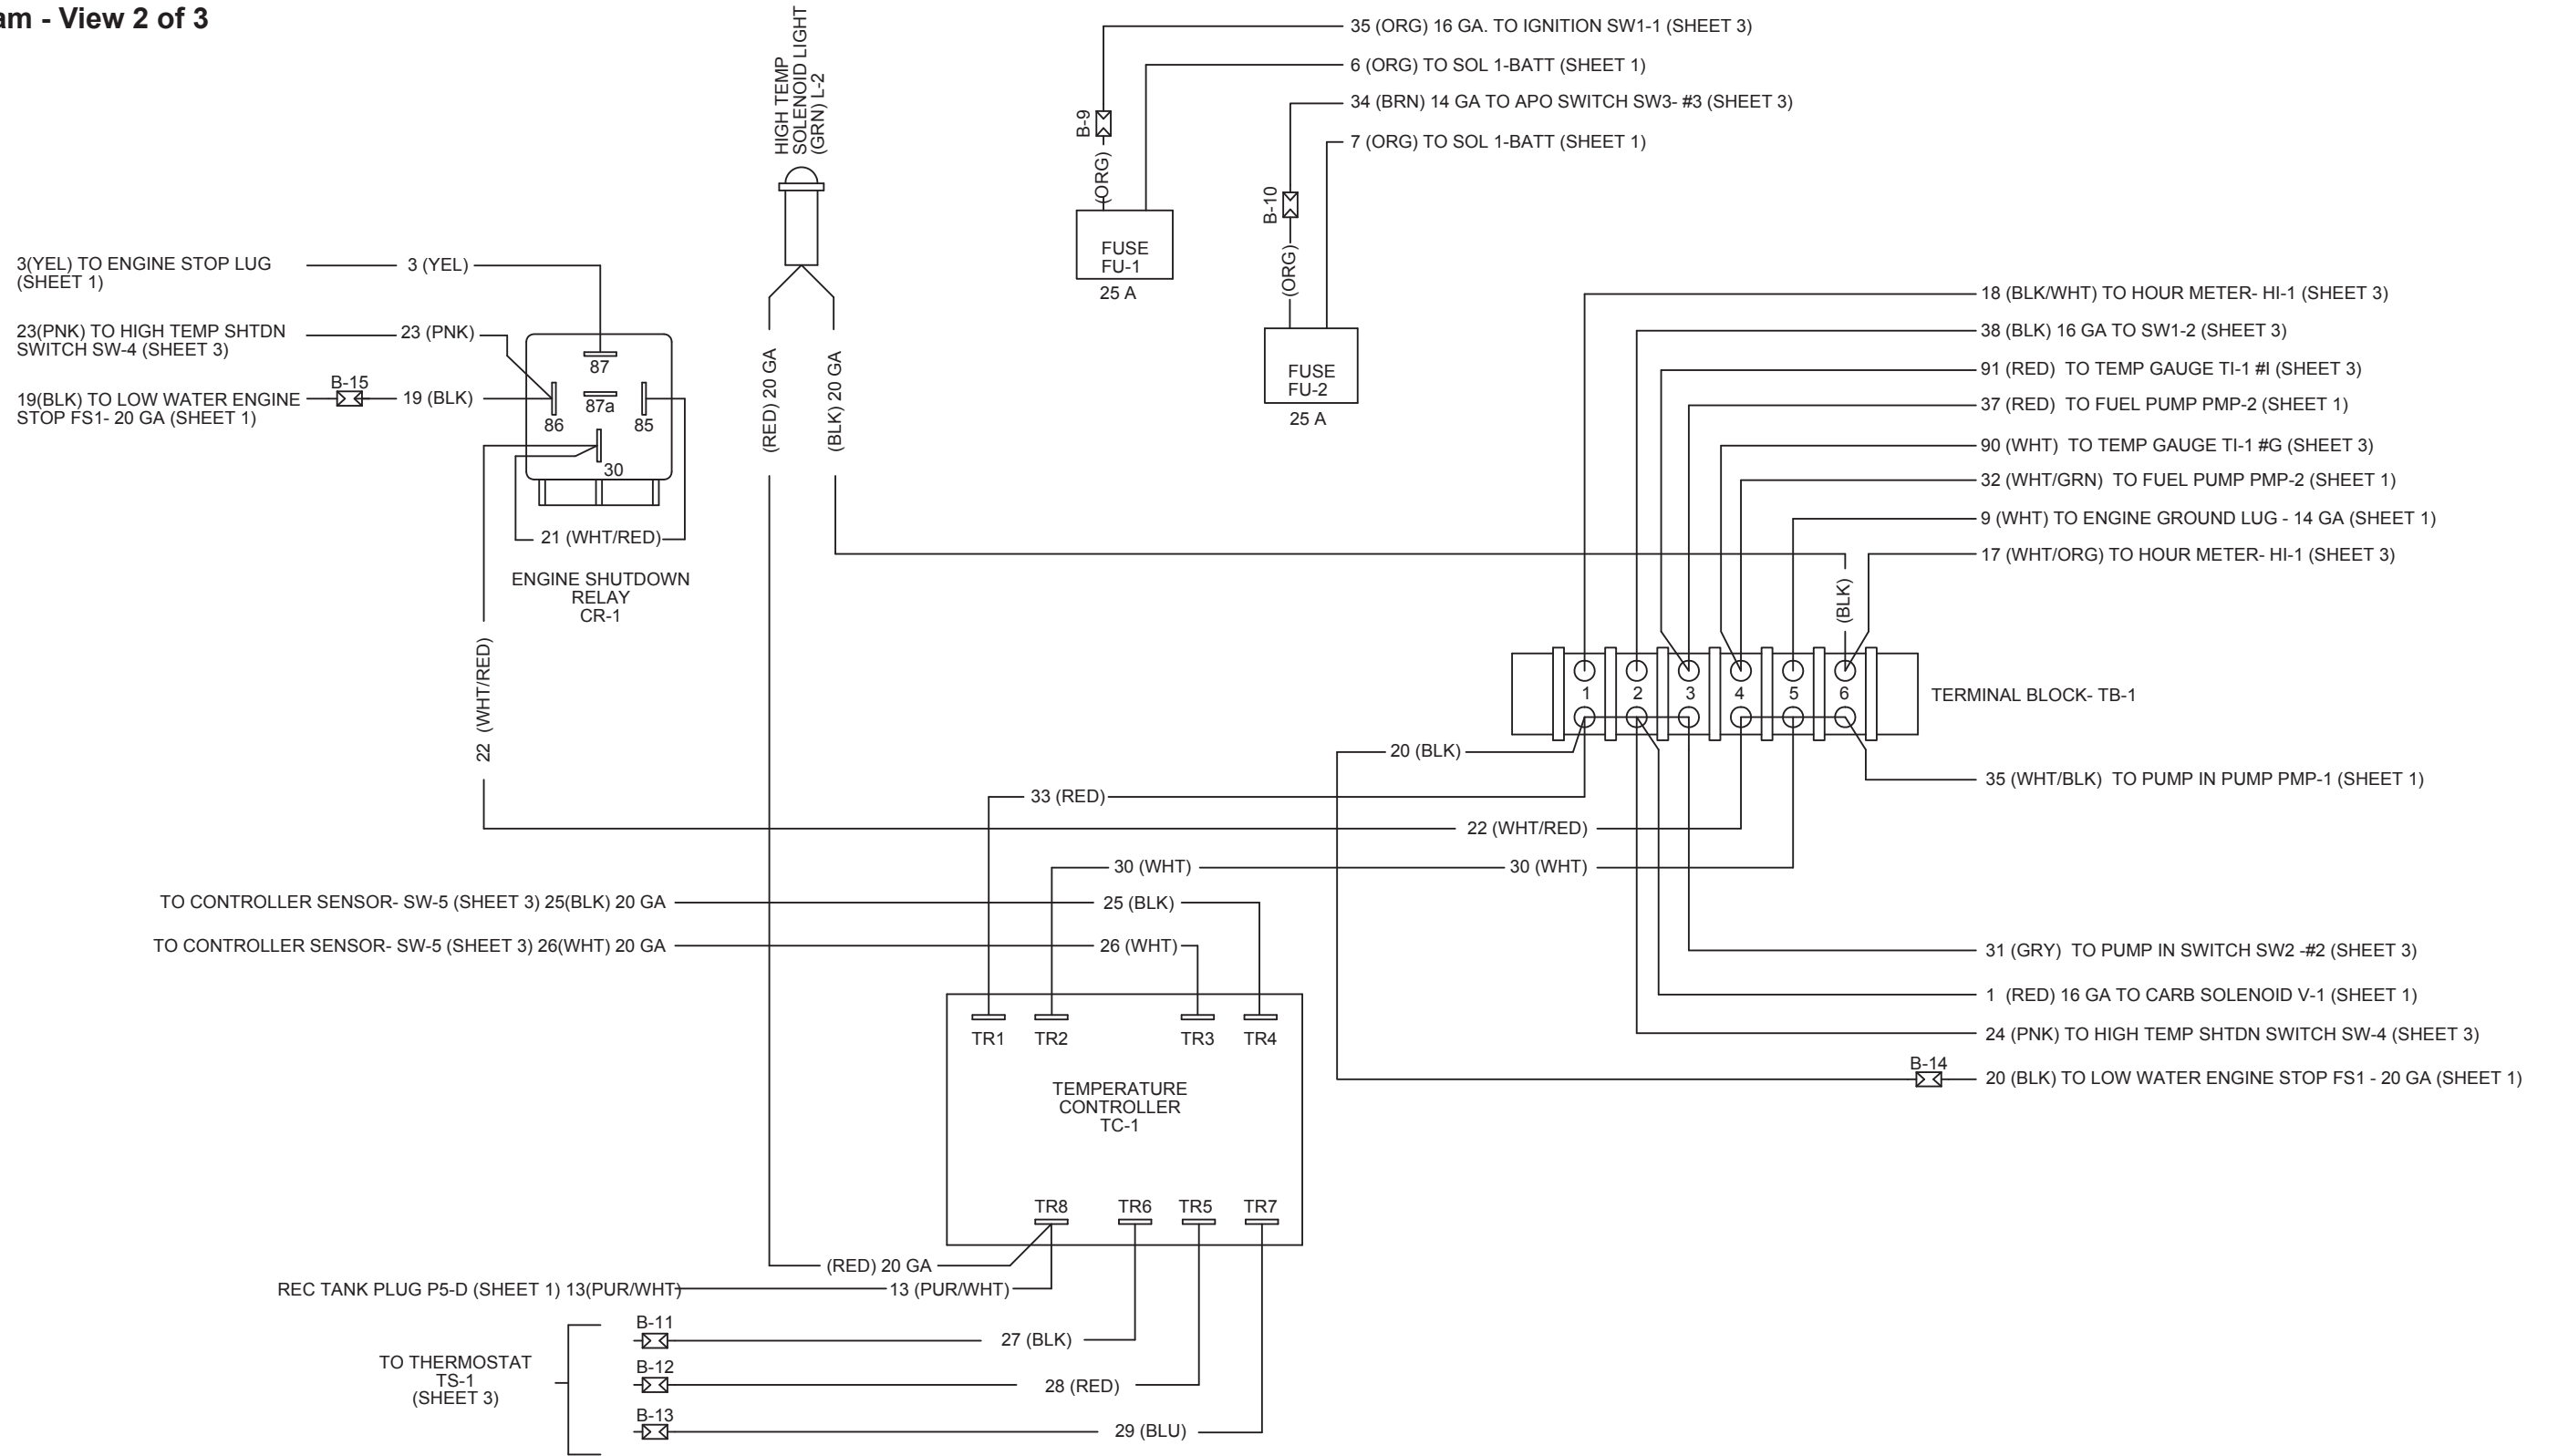 am - View 2 of 3
HIGH TEMP
SOLENOID LIGHT
(GRN) L-2
35 (ORG) 16 GA. TO IGNITION SW1-1 (SHEET 3)
6 (ORG) TO SOL 1-BATT (SHEET 1)
34 (BRN) 14 GA TO APO SWITCH SW3- #3 (SHEET 3)
7 (ORG) TO SOL 1-BATT (SHEET 1)
B-9
(ORG)
B-10
(ORG)
FUSE
FU-1
25 A
FUSE
FU-2
25 A
3(YEL) TO ENGINE STOP LUG
(SHEET 1)
3 (YEL)
23(PNK) TO HIGH TEMP SHTDN
SWITCH SW-4 (SHEET 3)
23 (PNK)
19(BLK) TO LOW WATER ENGINE
STOP FS1- 20 GA (SHEET 1)
B-15
19 (BLK)
87
87a
86
85
30
21 (WHT/RED)
ENGINE SHUTDOWN
RELAY
CR-1
(RED) 20 GA
(BLK) 20 GA
22 (WHT/RED)
18 (BLK/WHT) TO HOUR METER- HI-1 (SHEET 3)
38 (BLK) 16 GA TO SW1-2 (SHEET 3)
91 (RED) TO TEMP GAUGE TI-1 #I (SHEET 3)
37 (RED) TO FUEL PUMP PMP-2 (SHEET 1)
90 (WHT) TO TEMP GAUGE TI-1 #G (SHEET 3)
32 (WHT/GRN) TO FUEL PUMP PMP-2 (SHEET 1)
9 (WHT) TO ENGINE GROUND LUG - 14 GA (SHEET 1)
17 (WHT/ORG) TO HOUR METER- HI-1 (SHEET 3)
(BLK)
1 2 3 4 5 6
TERMINAL BLOCK- TB-1
20 (BLK)
35 (WHT/BLK) TO PUMP IN PUMP PMP-1 (SHEET 1)
33 (RED)
22 (WHT/RED)
30 (WHT)
30 (WHT)
TO CONTROLLER SENSOR- SW-5 (SHEET 3) 25(BLK) 20 GA
25 (BLK)
TO CONTROLLER SENSOR- SW-5 (SHEET 3) 26(WHT) 20 GA
26 (WHT)
31 (GRY) TO PUMP IN SWITCH SW2 -#2 (SHEET 3)
1 (RED) 16 GA TO CARB SOLENOID V-1 (SHEET 1)
24 (PNK) TO HIGH TEMP SHTDN SWITCH SW-4 (SHEET 3)
B-14
20 (BLK) TO LOW WATER ENGINE STOP FS1 - 20 GA (SHEET 1)
TR1 TR2 TR3 TR4
TEMPERATURE
CONTROLLER
TC-1
TR8 TR6 TR5 TR7
(RED) 20 GA
REC TANK PLUG P5-D (SHEET 1) 13(PUR/WHT)
13 (PUR/WHT)
B-11
27 (BLK)
TO THERMOSTAT
TS-1
(SHEET 3)
B-12
28 (RED)
B-13
29 (BLU)